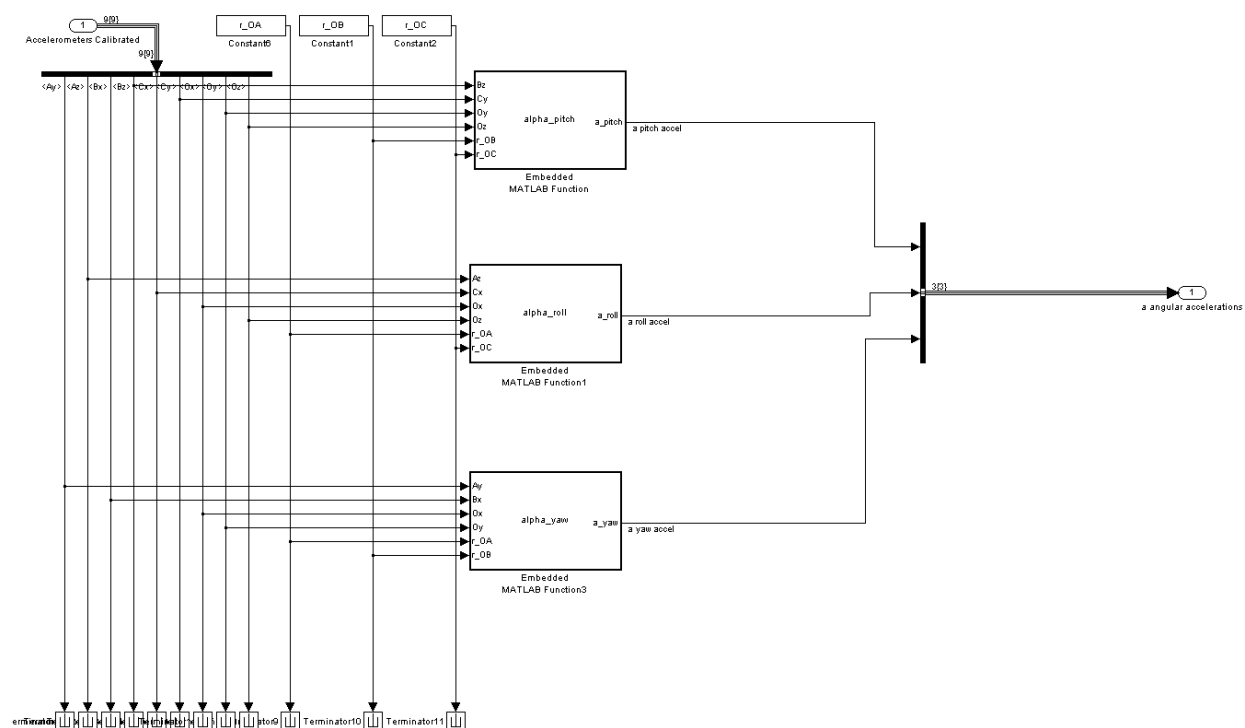 9{9}
1
Accelerometers Calibrated
9{9}
r_OA
Constant6
r_OB
Constant1
r_OC
Constant2
<Ay> <Az> <Bx> <Bz> <Cx> <Cy> <Ox> <Oy> <Oz>
Bz
Cy
Oy
Oz
r_OB
r_OC
alpha_pitch
a_pitch
a pitch accel
Embedded
MATLAB Function
Az
Cx
Ox
Oz
r_OA
r_OC
alpha_roll
a_roll
a roll accel
Embedded
MATLAB Function1
3{3}
1
a angular accelerations
Ay
Bx
Ox
Oy
r_OA
r_OB
alpha_yaw
a_yaw
a yaw accel
Embedded
MATLAB Function3
Terminator10
Terminator11